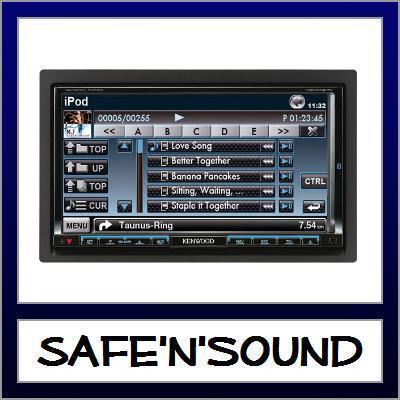 iPod
11:32
00005/00255
P 01:23:45
<< A B C D E >>
TOP
Love Song
UP
Better Together
TOP
Banana Pancakes
CTRL
CUR
Sitting, Waiting, ...
Staple it Together
MENU Taunus-Ring 7.54 km
KENWOOD
SAFE'N'SOUND